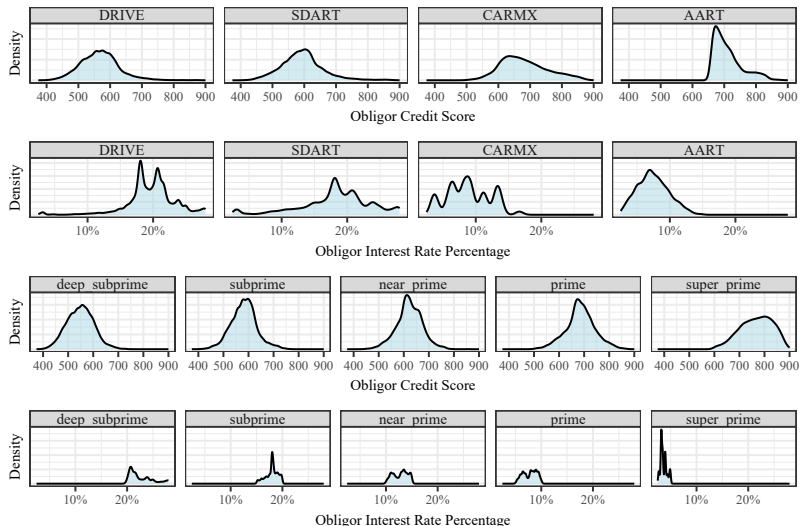 DRIVE SDART CARMX AART
Density
400 500 600 700 800 900 400 500 600 700 800 900 400 500 600 700 800 900 400 500 600 700 800 900
Obligor Credit Score
DRIVE SDART CARMX AART
Density
10% 20% 10% 20% 10% 20% 10% 20%
Obligor Interest Rate Percentage
deep_subprime subprime near_prime prime super_prime
Density
400 500 600 700 800 900 400 500 600 700 800 900 400 500 600 700 800 900 400 500 600 700 800 900 400 500 600 700 800 900
Obligor Credit Score
deep_subprime subprime near_prime prime super_prime
Density
10% 20% 10% 20% 10% 20% 10% 20% 10% 20%
Obligor Interest Rate Percentage